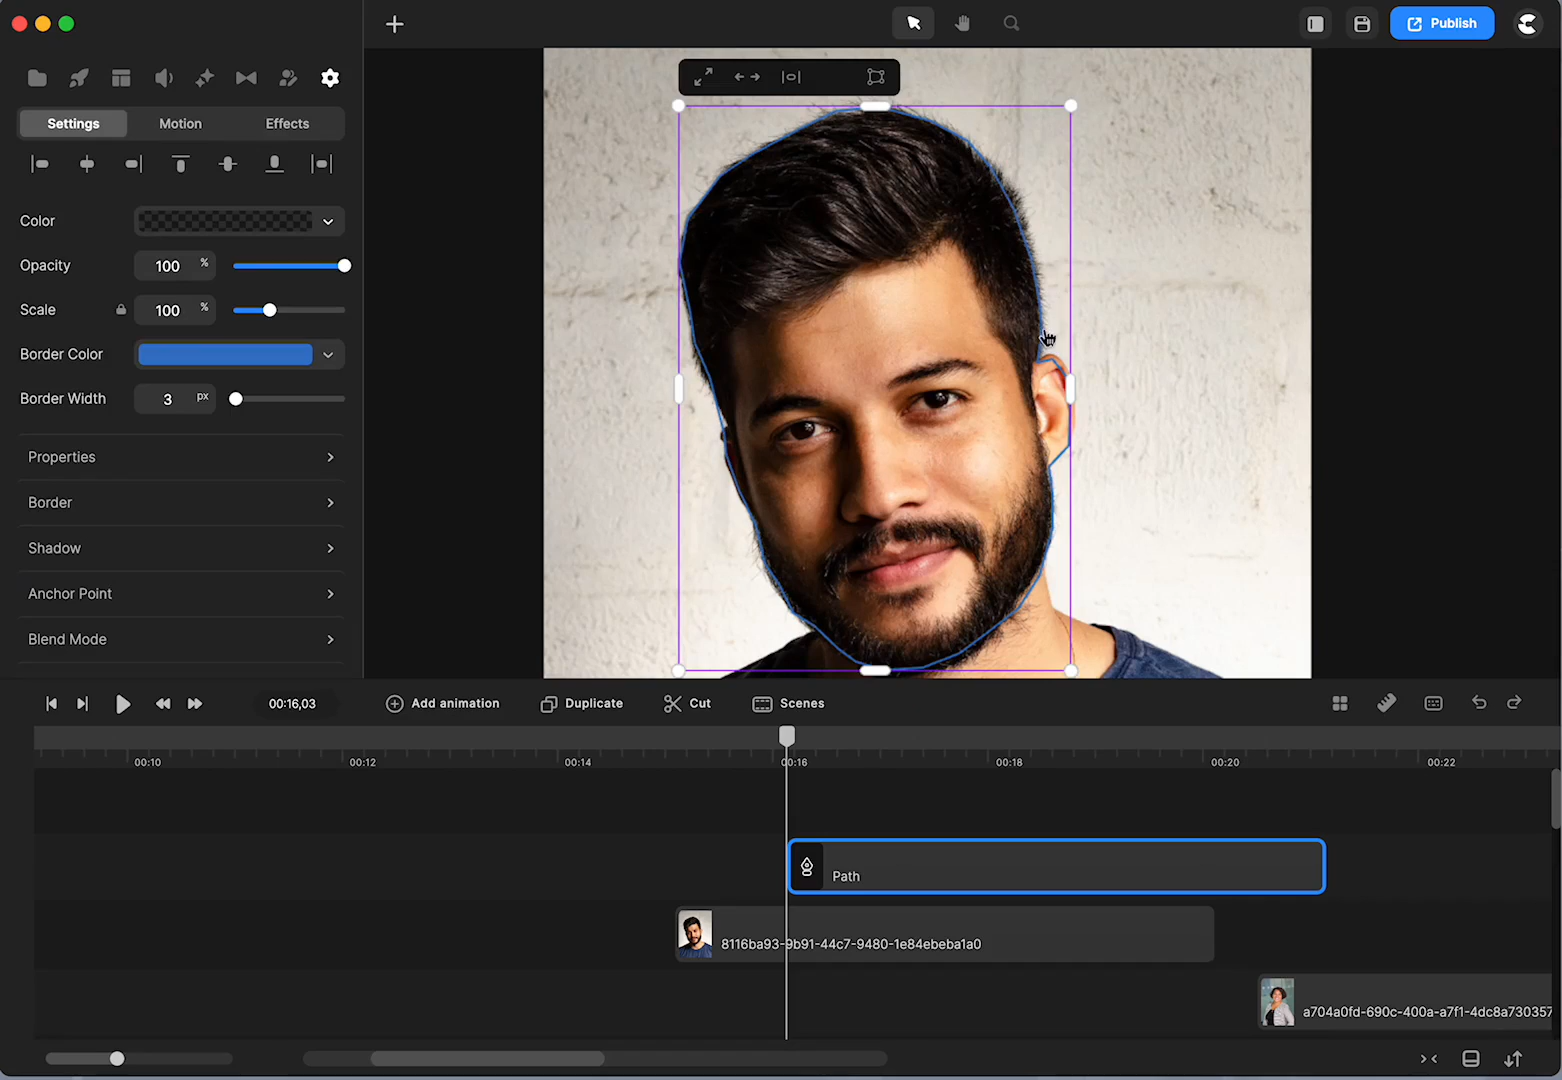 Publish
Settings
Motion
Effects
Color
Opacity
100 %
Scale
100 %
Border Color
Border Width
3 px
Properties
Border
Shadow
Anchor Point
Blend Mode
00:16,03
Add animation
Duplicate
Cut
Scenes
00:10
00:12
00:14
00:16
00:18
00:20
00:22
Path
8116ba93-9b91-44c7-9480-1e84ebeba1a0
a704a0fd-690c-400a-a7f1-4dc8a730357